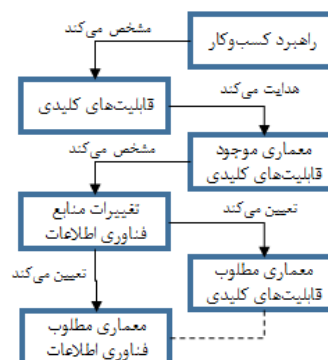 مشخص می‌کند
راهبرد کسب‌وکار
قابلیت‌های کلیدی
هدایت می‌کند
معماری موجود
قابلیت‌های کلیدی
مشخص می‌کند
تغییرات منابع
فناوری اطلاعات
تعیین می‌کند
معماری مطلوب
قابلیت‌های کلیدی
تعیین می‌کند
معماری مطلوب
فناوری اطلاعات